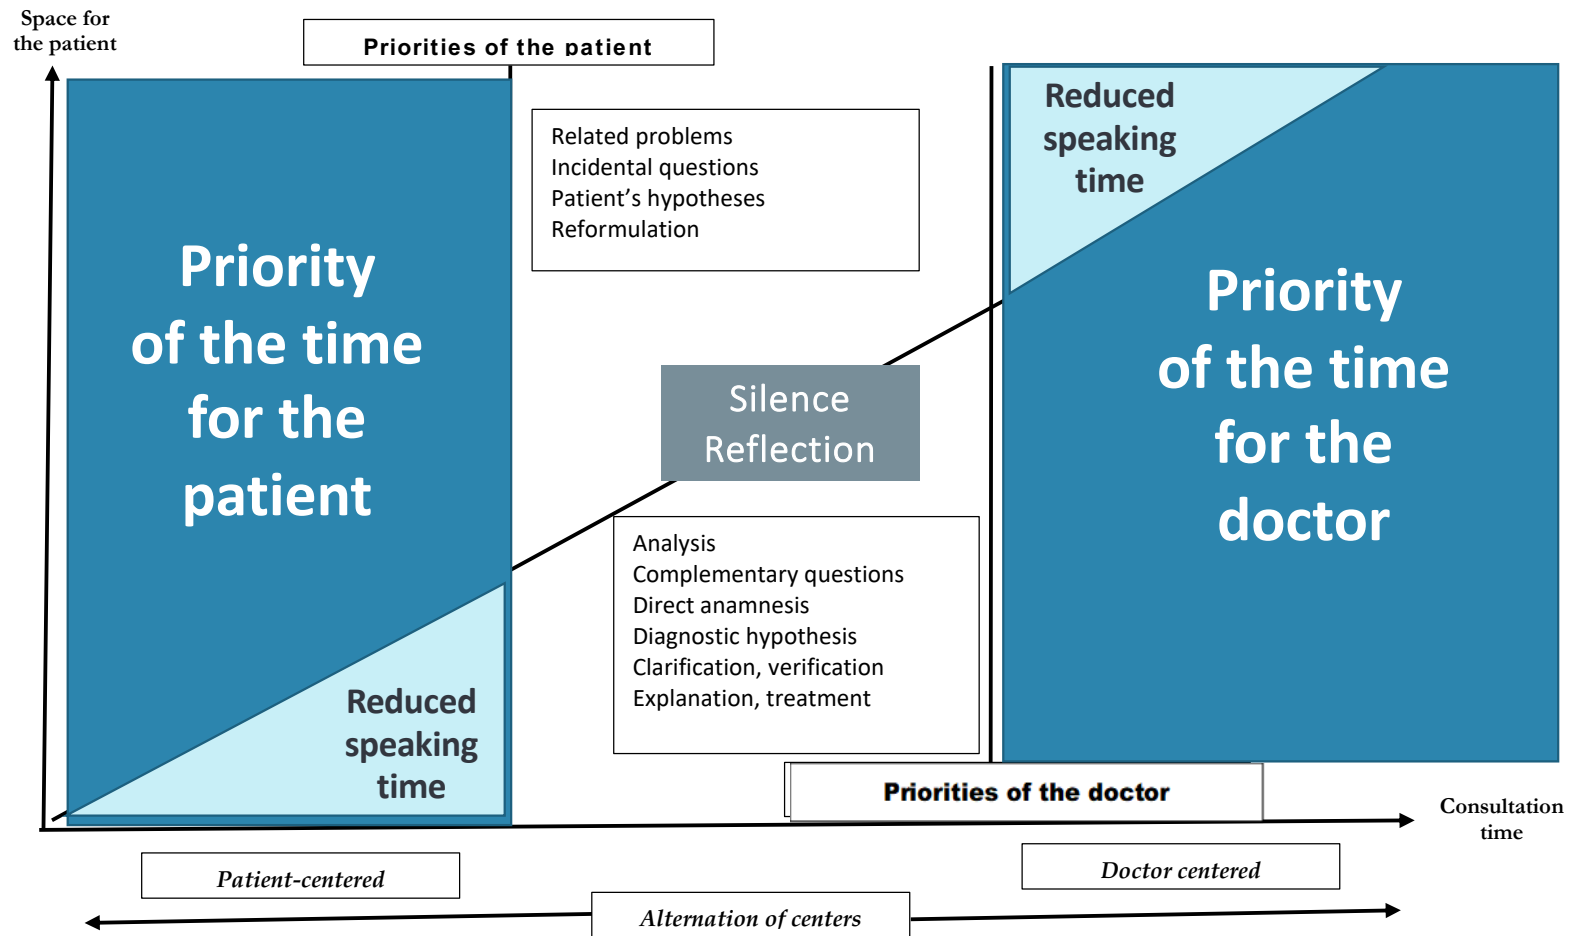 Space for
the patient
Priorities of the patient
Related problems
Incidental questions
Patient's hypotheses
Reformulation
Reduced
speaking
time
Priority
of the time
for the
patient
Priority
of the time
for the
doctor
Silence
Reflection
Analysis
Complementary questions
Direct anamnesis
Diagnostic hypothesis
Clarification, verification
Explanation, treatment
Reduced
speaking
time
Priorities of the doctor
Consultation
time
Patient-centered
Doctor centered
Alternation of centers